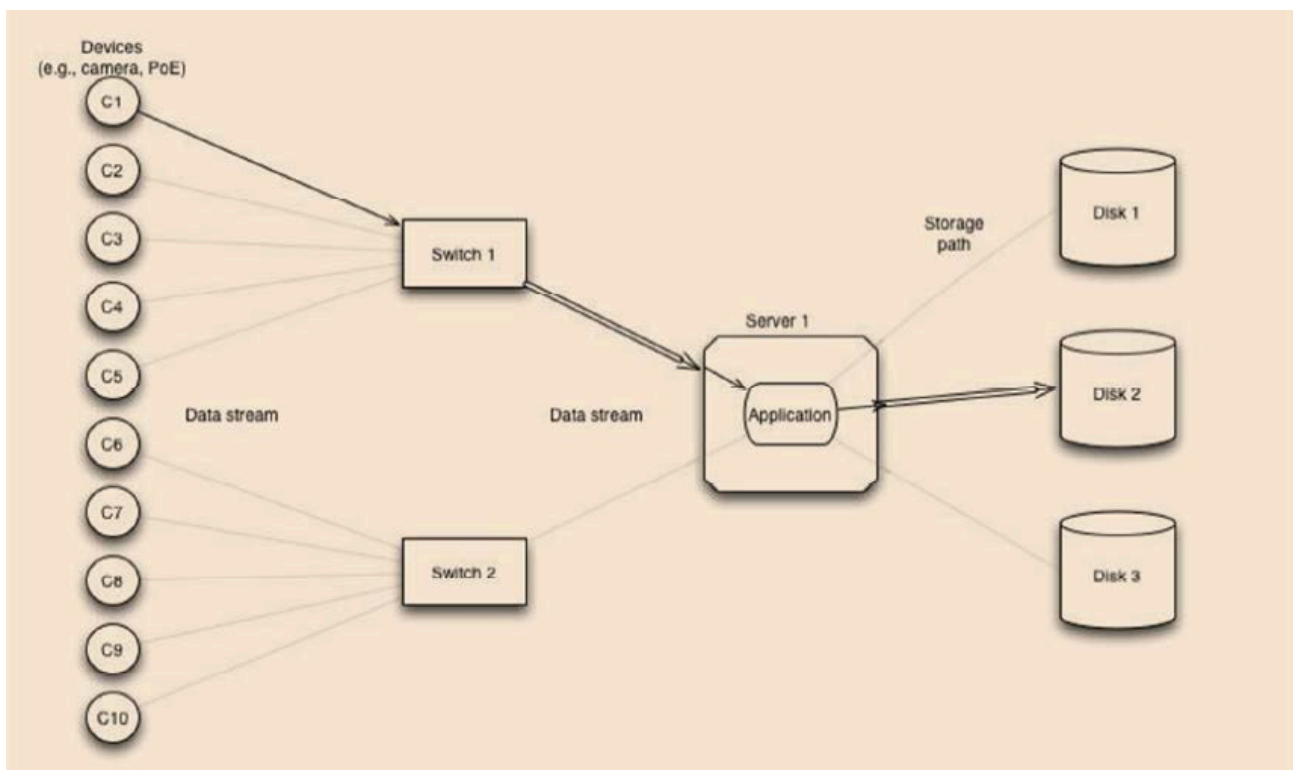 Devices
(e.g., camera, PoE)
C1
C2
C3
C4
C5
C6
C7
C8
C9
C10
Data stream
Switch 1
Switch 2
Data stream
Server 1
Application
Storage
path
Disk 1
Disk 2
Disk 3